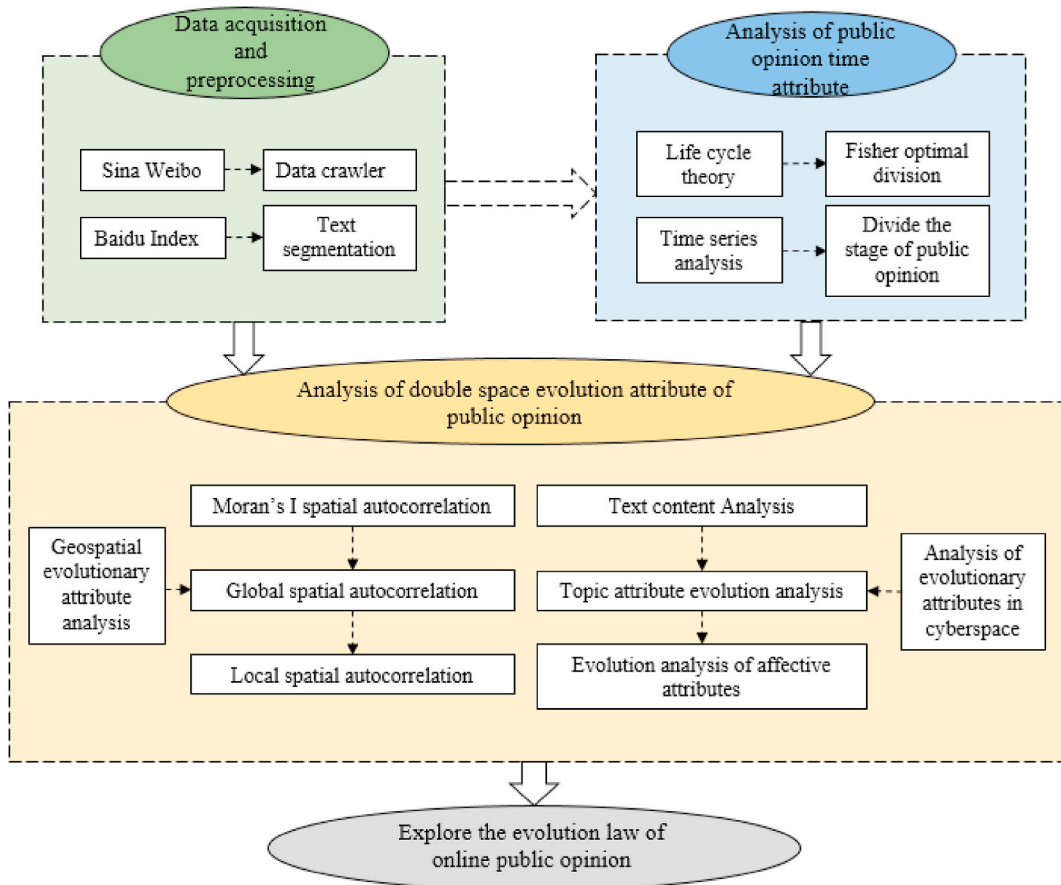 Data acquisition
and
preprocessing
Sina Weibo
Data crawler
Baidu Index
Text
segmentation
Analysis of public
opinion time
attribute
Life cycle
theory
Fisher optimal
division
Time series
analysis
Divide the
stage of public
opinion
Analysis of double space evolution attribute of
public opinion
Geospatial
evolutionary
attribute
analysis
Moran's I spatial autocorrelation
Global spatial autocorrelation
Local spatial autocorrelation
Text content Analysis
Topic attribute evolution analysis
Evolution analysis of affective
attributes
Analysis of
evolutionary
attributes in
cyberspace
Explore the evolution law of
online public opinion